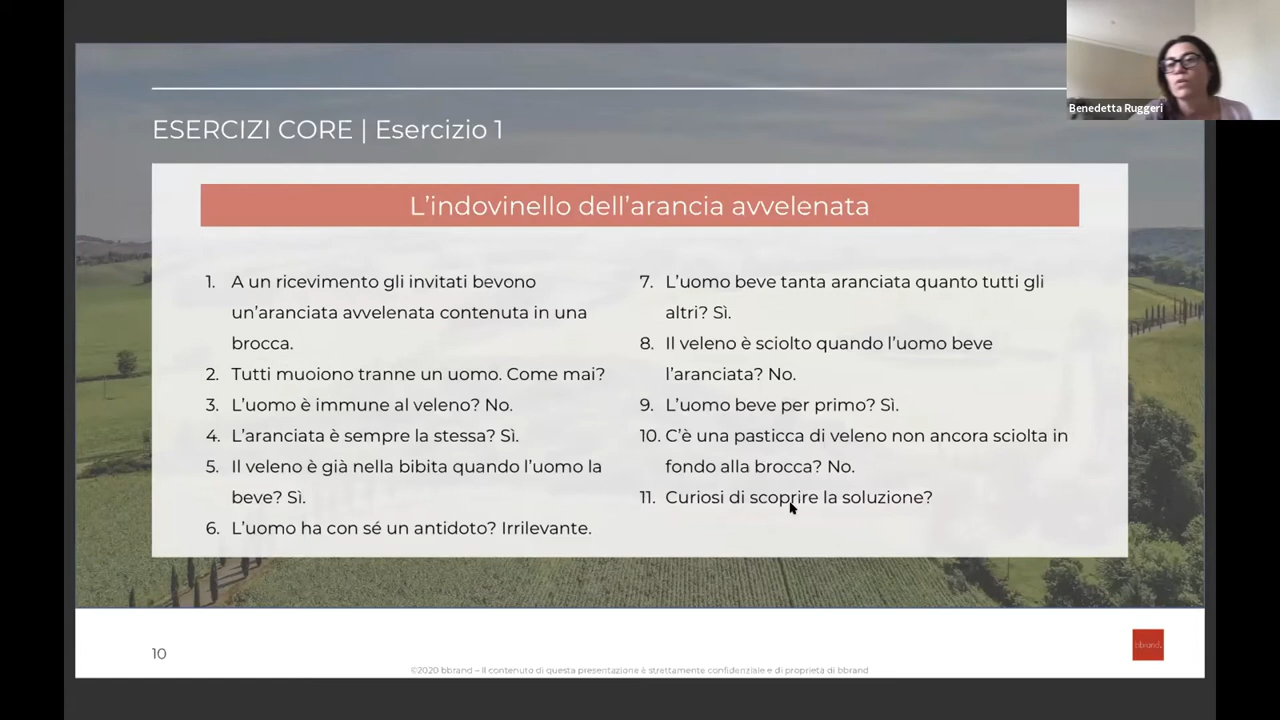 Benedetta Ruggeri
ESERCIZI CORE | Esercizio 1
L’indovinello dell’arancia avvelenata
1. A un ricevimento gli invitati bevono
un’aranciata avvelenata contenuta in una
brocca.
2. Tutti muoiono tranne un uomo. Come mai?
3. L’uomo è immune al veleno? No.
4. L’aranciata è sempre la stessa? Sì.
5. Il veleno è già nella bibita quando l’uomo la
beve? Sì.
6. L’uomo ha con sé un antidoto? Irrilevante.
7. L’uomo beve tanta aranciata quanto tutti gli
altri? Sì.
8. Il veleno è sciolto quando l’uomo beve
l’aranciata? No.
9. L’uomo beve per primo? Sì.
10. C’è una pasticca di veleno non ancora sciolta in
fondo alla brocca? No.
11. Curiosi di scoprire la soluzione?
10
bbrand.
©2020 bbrand – Il contenuto di questa presentazione è strettamente confidenziale e di proprietà di bbrand